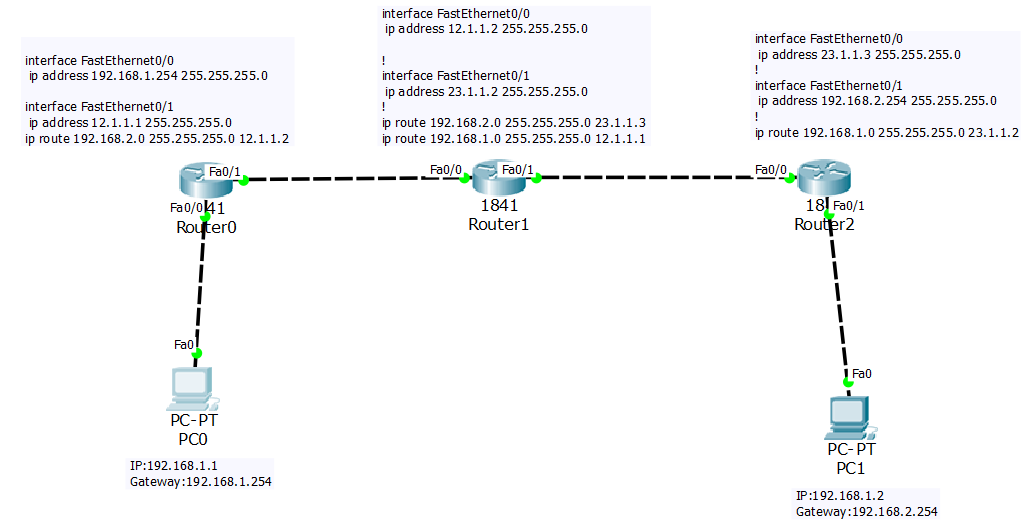 interface FastEthernet0/0
ip address 192.168.1.254 255.255.255.0
interface FastEthernet0/1
ip address 12.1.1.1 255.255.255.0
ip route 192.168.2.0 255.255.255.0 12.1.1.2
interface FastEthernet0/0
ip address 12.1.1.2 255.255.255.0
!
interface FastEthernet0/1
ip address 23.1.1.2 255.255.255.0
!
ip route 192.168.2.0 255.255.255.0 23.1.1.3
ip route 192.168.1.0 255.255.255.0 12.1.1.1
interface FastEthernet0/0
ip address 23.1.1.3 255.255.255.0
!
interface FastEthernet0/1
ip address 192.168.2.254 255.255.255.0
!
ip route 192.168.1.0 255.255.255.0 23.1.1.2
Fa0/1
Fa0/0
41
Router0
Fa0/0
Fa0/1
1841
Router1
Fa0/0
18
Fa0/1
Router2
Fa0
PC-PT
PC0
IP:192.168.1.1
Gateway:192.168.1.254
Fa0
PC-PT
PC1
IP:192.168.1.2
Gateway:192.168.2.254